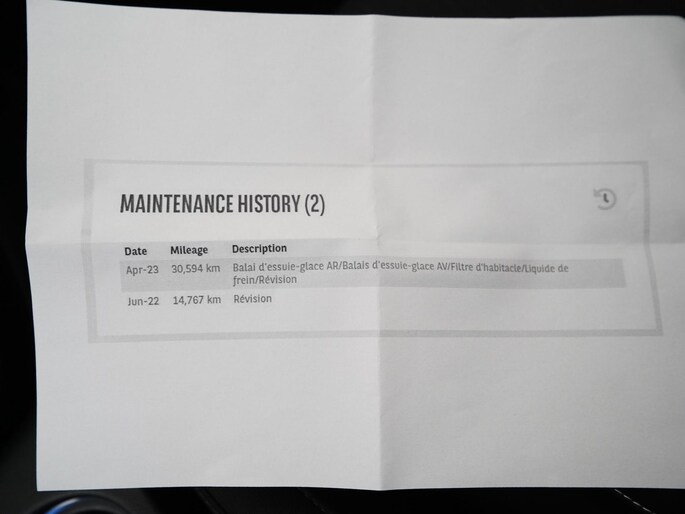 MAINTENANCE HISTORY (2)
Date Mileage Description
Apr-23 30,594 km Balai d'essuie-glace AR/Balais d'essuie-glace AV/Filtre d'habitacle/Liquide de
frein/Révision
Jun-22 14,767 km Révision